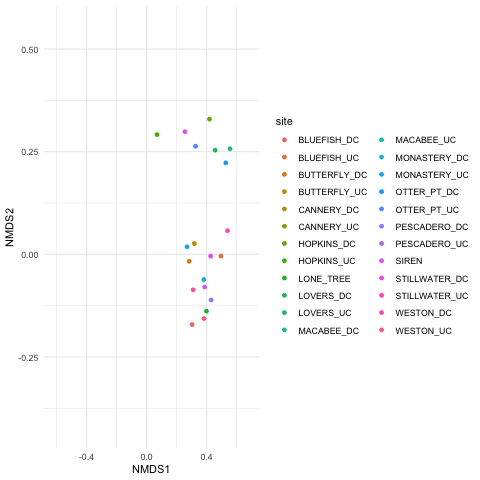 0.50
0.25
0.00
-0.25
NMDS2
-0.4
0.0
0.4
NMDS1
site
BLUEFISH_DC
BLUEFISH_UC
BUTTERFLY_DC
BUTTERFLY_UC
CANNERY_DC
CANNERY_UC
HOPKINS_DC
HOPKINS_UC
LONE_TREE
LOVERS_DC
LOVERS_UC
MACABEE_DC
MACABEE_UC
MONASTERY_DC
MONASTERY_UC
OTTER_PT_DC
OTTER_PT_UC
PESCADERO_DC
PESCADERO_UC
SIREN
STILLWATER_DC
STILLWATER_UC
WESTON_DC
WESTON_UC